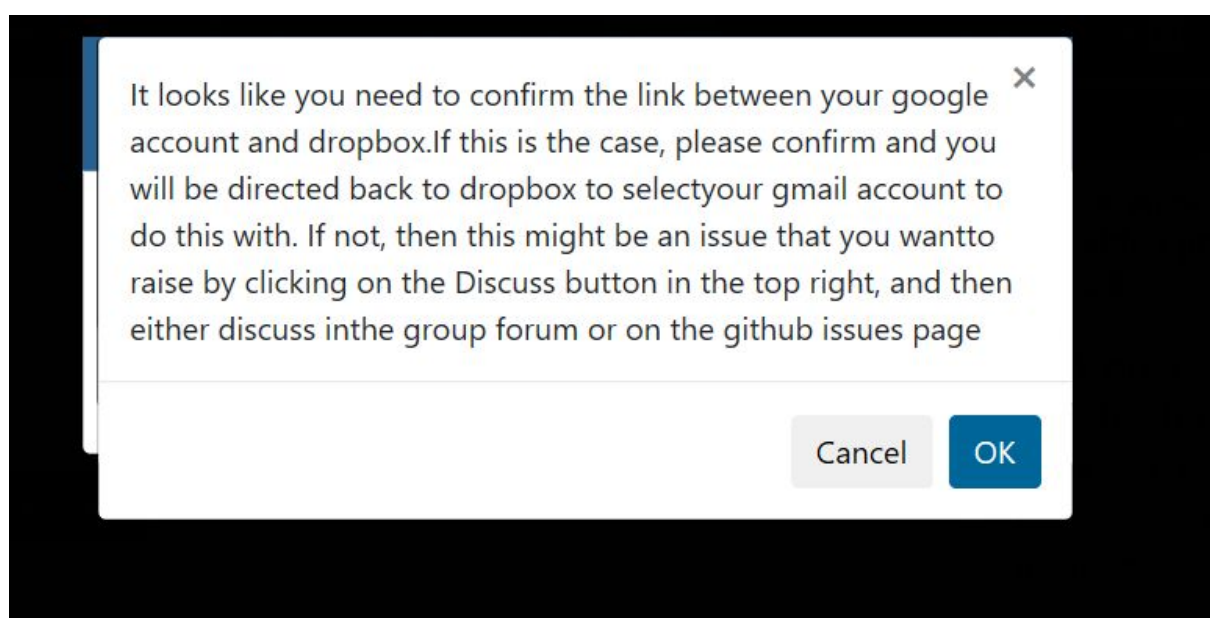 It looks like you need to confirm the link between your google
account and dropbox.If this is the case, please confirm and you
will be directed back to dropbox to selectyour gmail account to
do this with. If not, then this might be an issue that you wantto
raise by clicking on the Discuss button in the top right, and then
either discuss inthe group forum or on the github issues page
Cancel
OK